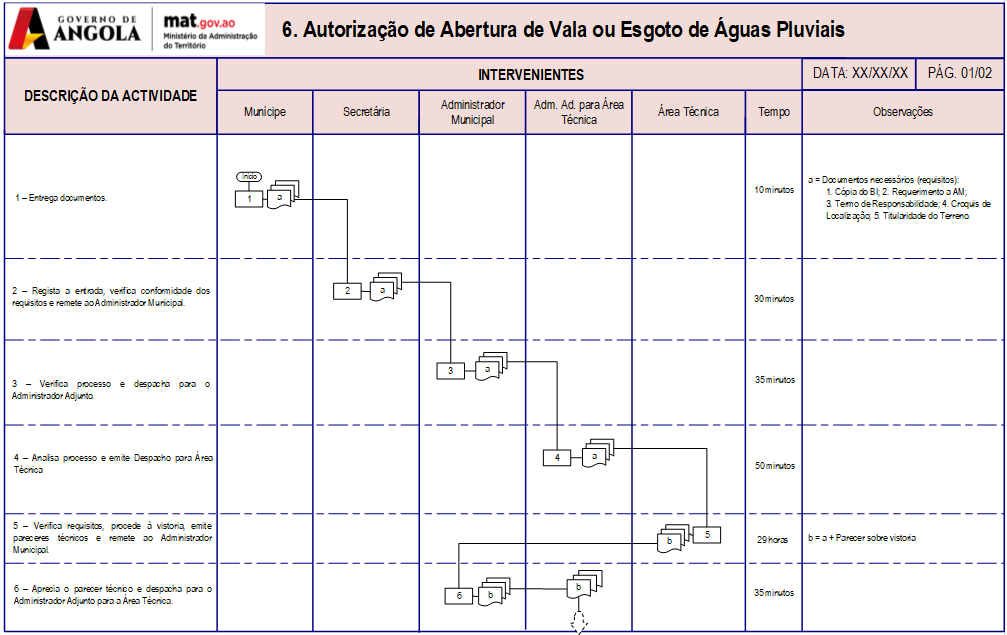 GOVERNO DE
ANGOLA
mat.gov.ao
Ministério da Administração
do Território
6. Autorização de Abertura de Vala ou Esgoto de Águas Pluviais
DESCRIÇÃO DA ACTIVIDADE
INTERVENIENTES
DATA: XX/XX/XX
PÁG. 01/02
Munícipe
Secretária
Administrador
Municipal
Adm. Ad. para Área
Técnica
Área Técnica
Tempo
Observações
1 – Entrega documentos.
Início
1
a
10 minutos
a = Documentos necessários (requisitos):
1. Cópia do BI; 2. Requerimento a AM;
3. Termo de Responsabilidade; 4. Croquis de
Localização; 5. Titularidade do Terreno.
2 – Regista a entrada, verifica conformidade dos
requisitos e remete ao Administrador Municipal.
2
a
30 minutos
3 – Verifica processo e despacha para o
Administrador Adjunto.
3
a
35 minutos
4 – Analisa processo e emite Despacho para Área
Técnica
4
a
50 minutos
5 – Verifica requisitos, procede à vistoria, emite
pareceres técnicos e remete ao Administrador
Municipal.
b
5
29 horas
b = a + Parecer sobre vistoria
6 – Aprecia o parecer técnico e despacha para o
Administrador Adjunto para a Área Técnica.
6
b
b
35 minutos